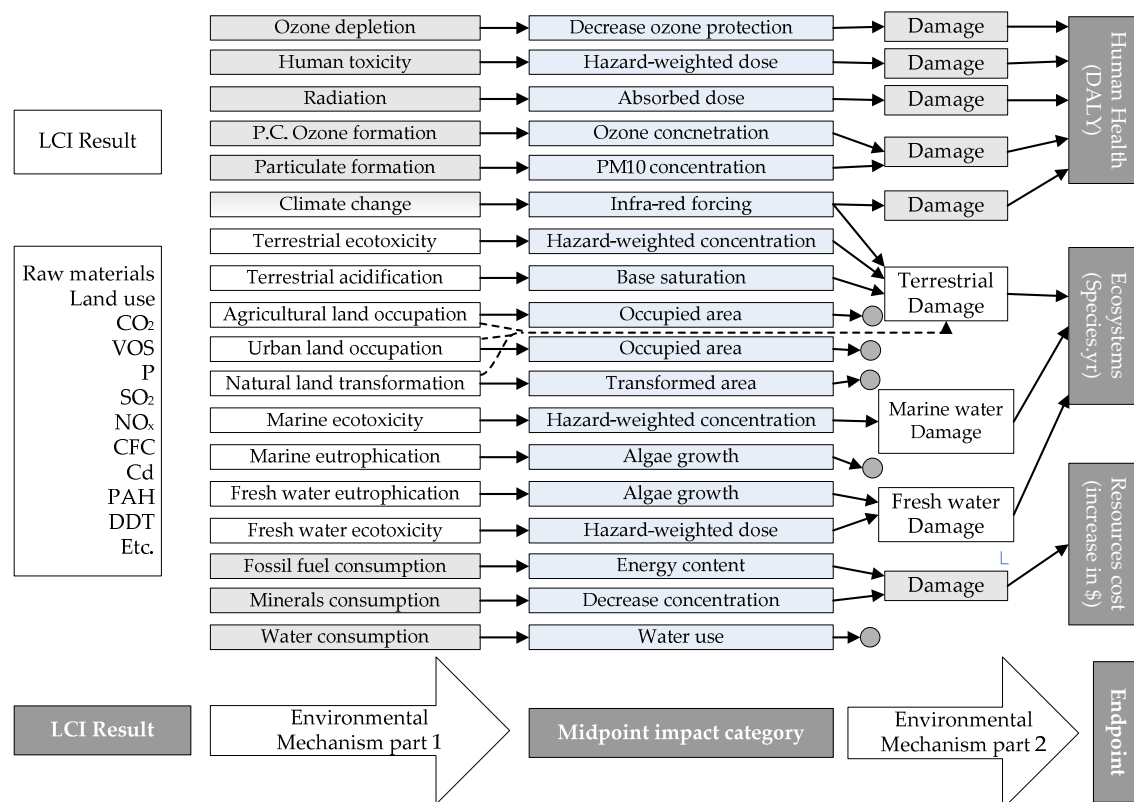 Ozone depletion
Decrease ozone protection
Damage
Human toxicity
Hazard-weighted dose
Damage
Radiation
Absorbed dose
Damage
P.C. Ozone formation
Ozone concnetration
Damage
Particulate formation
PM10 concentration
Climate change
Infra-red forcing
Damage
Human Health
(DALY)
LCI Result
Terrestrial ecotoxicity
Hazard-weighted concentration
Terrestrial acidification
Base saturation
Terrestrial
Damage
Agricultural land occupation
Occupied area
Urban land occupation
Occupied area
Natural land transformation
Transformed area
Ecosystems
(Species.yr)
Marine ecotoxicity
Hazard-weighted concentration
Marine water
Damage
Marine eutrophication
Algae growth
Fresh water eutrophication
Algae growth
Fresh water
Damage
Fresh water ecotoxicity
Hazard-weighted dose
Fossil fuel consumption
Energy content
Damage
Minerals consumption
Decrease concentration
Water consumption
Water use
Resources cost
(increase in $)
Raw materials
Land use
CO₂
VOS
P
SO₂
NOₓ
CFC
Cd
PAH
DDT
Etc.
LCI Result
Environmental
Mechanism part 1
Midpoint impact category
Environmental
Mechanism part 2
Endpoint